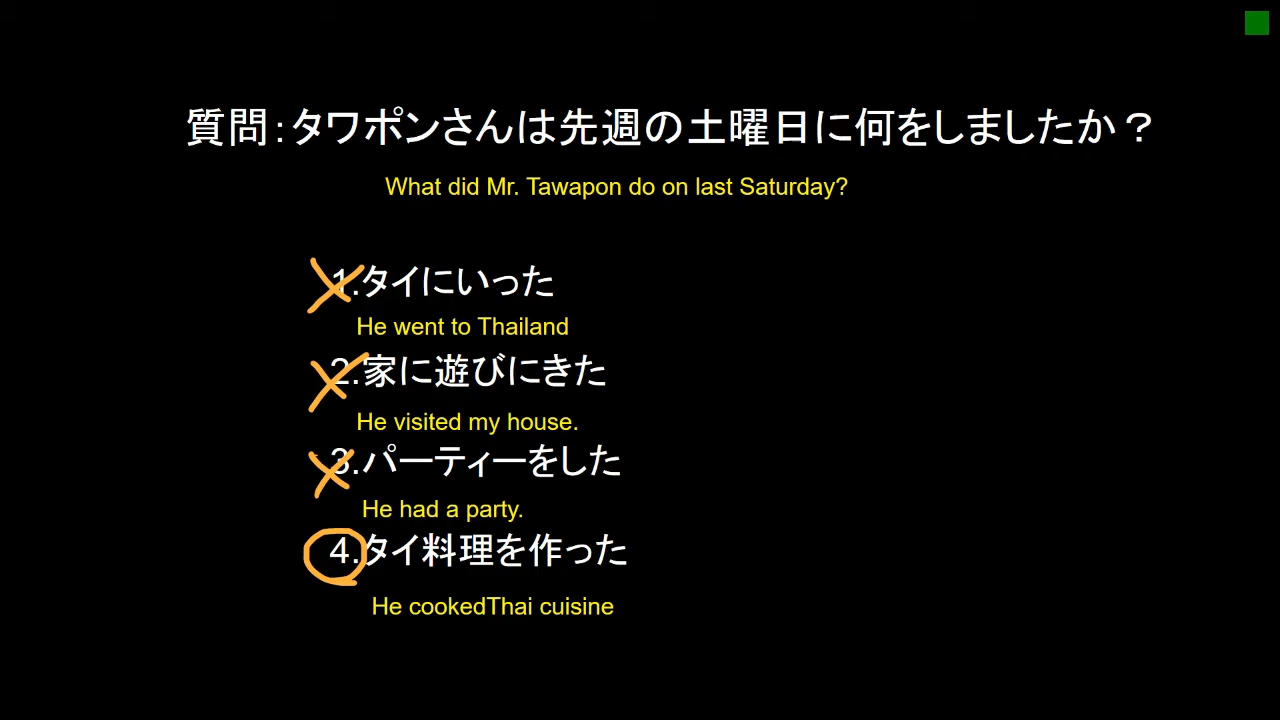 質問：タワポンさんは先週の土曜日に何をしましたか？
What did Mr. Tawapon do on last Saturday?
1.タイにいった
He went to Thailand
2.家に遊びにきた
He visited my house.
3.パーティーをした
He had a party.
4.タイ料理を作った
He cookedThai cuisine